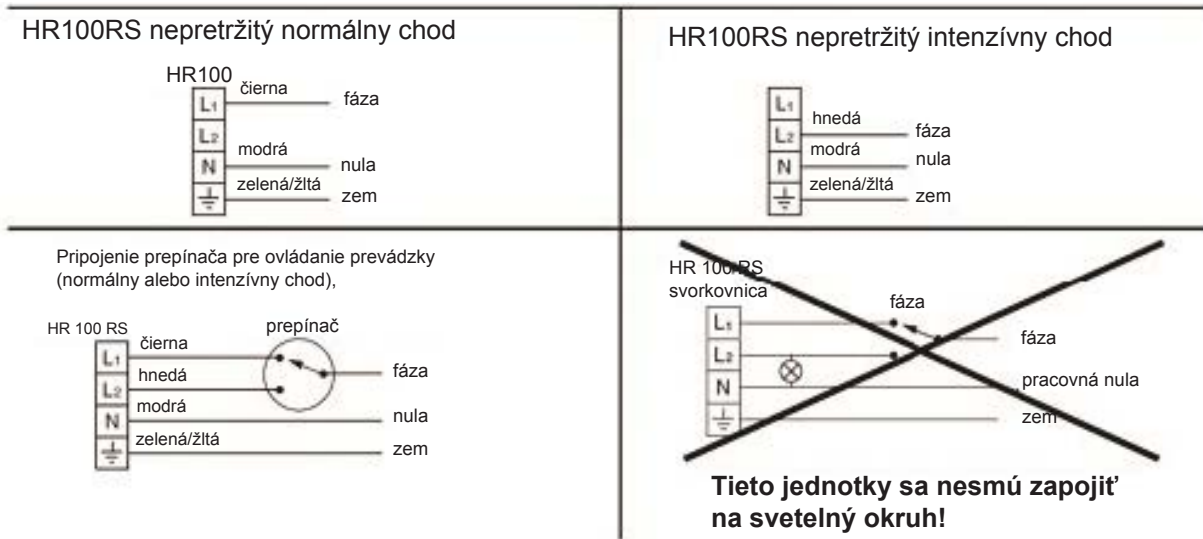 HR100RS nepretržitý normálny chod
HR100
L1 čierna fáza
L2
N modrá nula
zelená/žltá zem
HR100RS nepretržitý intenzívny chod
L1
L2 hnedá fáza
N modrá nula
zelená/žltá zem
Pripojenie prepínača pre ovládanie prevádzky
(normálny alebo intenzívny chod),
HR 100 RS prepínač
L1 čierna
L2 hnedá fáza
N modrá nula
zelená/žltá zem
HR 100/RS
svorkovnica
fáza
L1 fáza
L2
N pracovná nula
zem
Tieto jednotky sa nesmú zapojiť
na svetelný okruh!